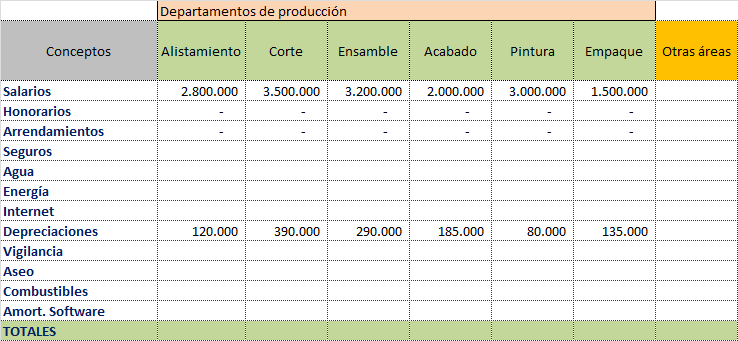 Departamentos de producción
Conceptos Alistamiento Corte Ensamble Acabado Pintura Empaque Otras áreas
Salarios 2.800.000 3.500.000 3.200.000 2.000.000 3.000.000 1.500.000
Honorarios - - - - - -
Arrendamientos - - - - - -
Seguros
Agua
Energía
Internet
Depreciaciones 120.000 390.000 290.000 185.000 80.000 135.000
Vigilancia
Aseo
Combustibles
Amort. Software
TOTALES